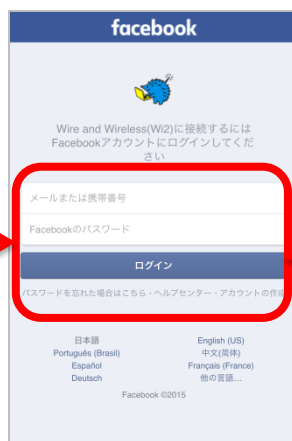 facebook
Wire and Wireless(Wi2)に接続するには
Facebookアカウントにログインしてくだ
さい
メールまたは携帯番号
Facebookのパスワード
ログイン
パスワードを忘れた場合はこちら・ヘルプセンター・アカウントの作成
日本語
English (US)
Português (Brasil)
中文(简体)
Español
Français (France)
Deutsch
他の言語...
Facebook ©2015